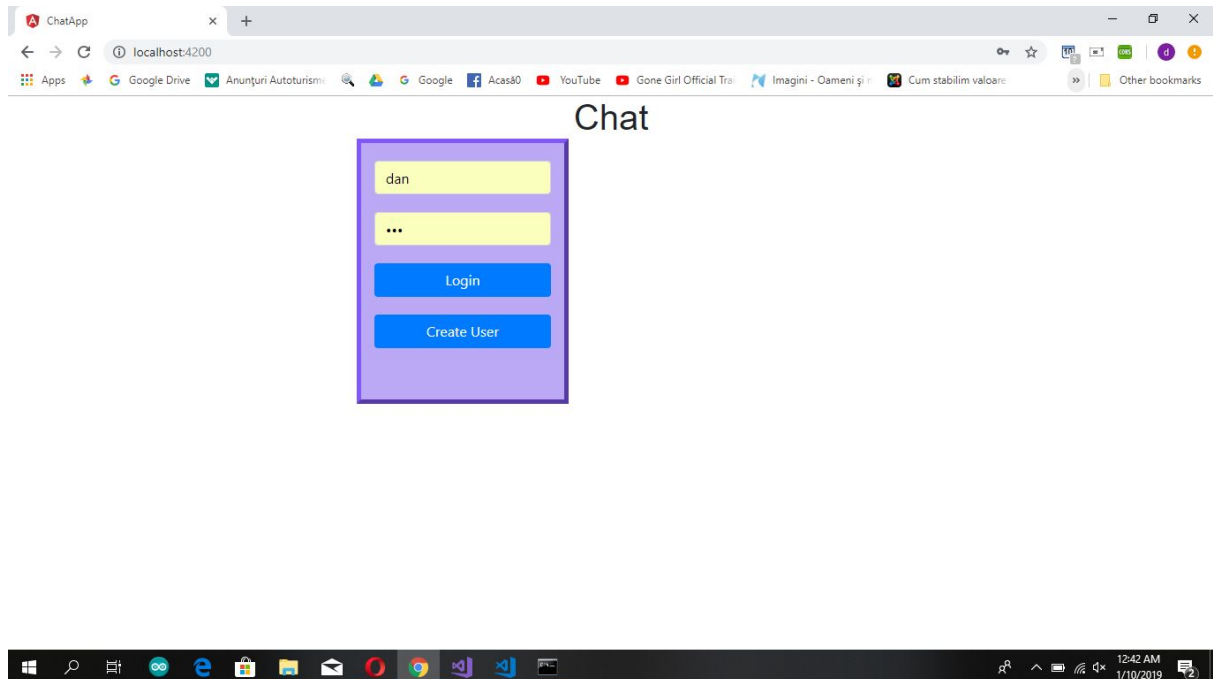 ChatApp
localhost:4200
Apps Google Drive Anunțuri Autoturisme Google Acasă0 YouTube Gone Girl Official Tra Imagini - Oameni și Cum stabilim valoare » Other bookmarks
Chat
dan
•••
Login
Create User
12:42 AM
1/10/2019